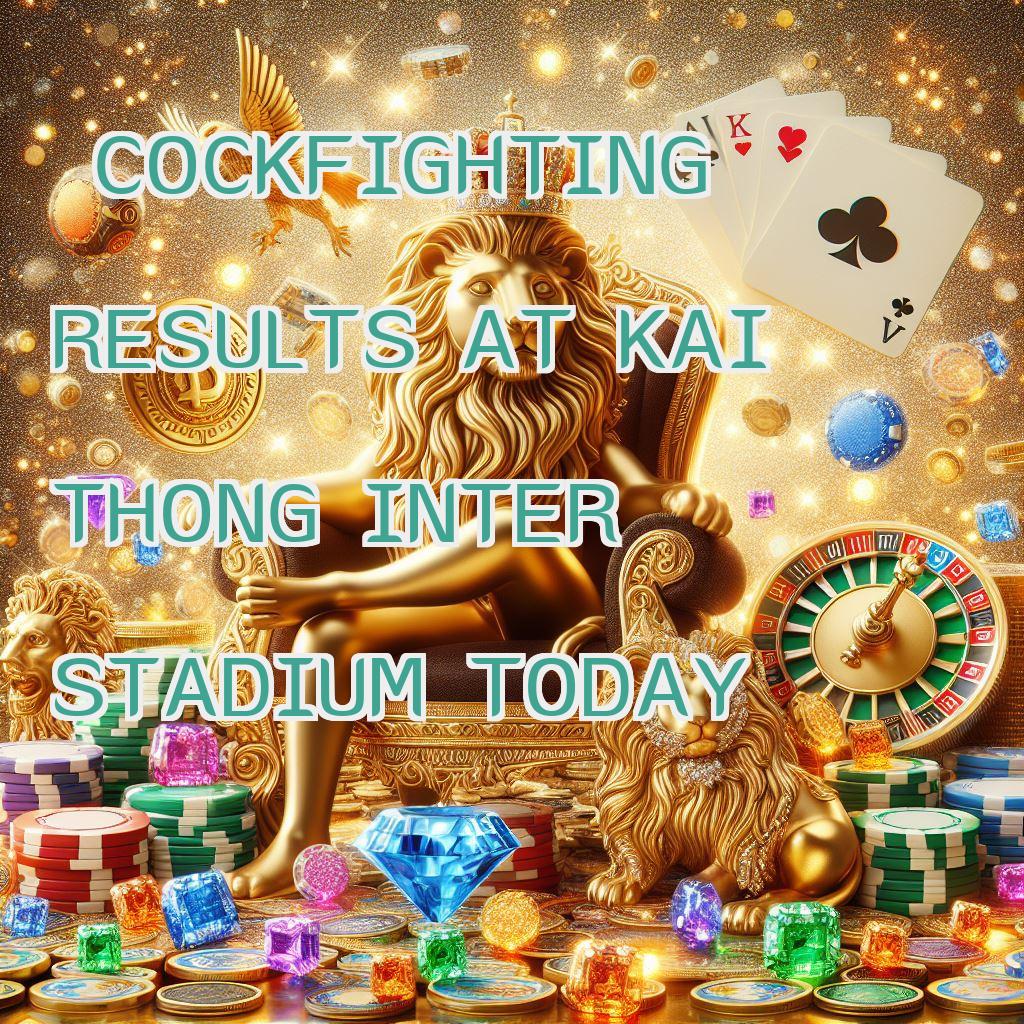 COCKFIGHTING
RESULTS AT KAI
THONG INTER
STADIUM TODAY
K
A